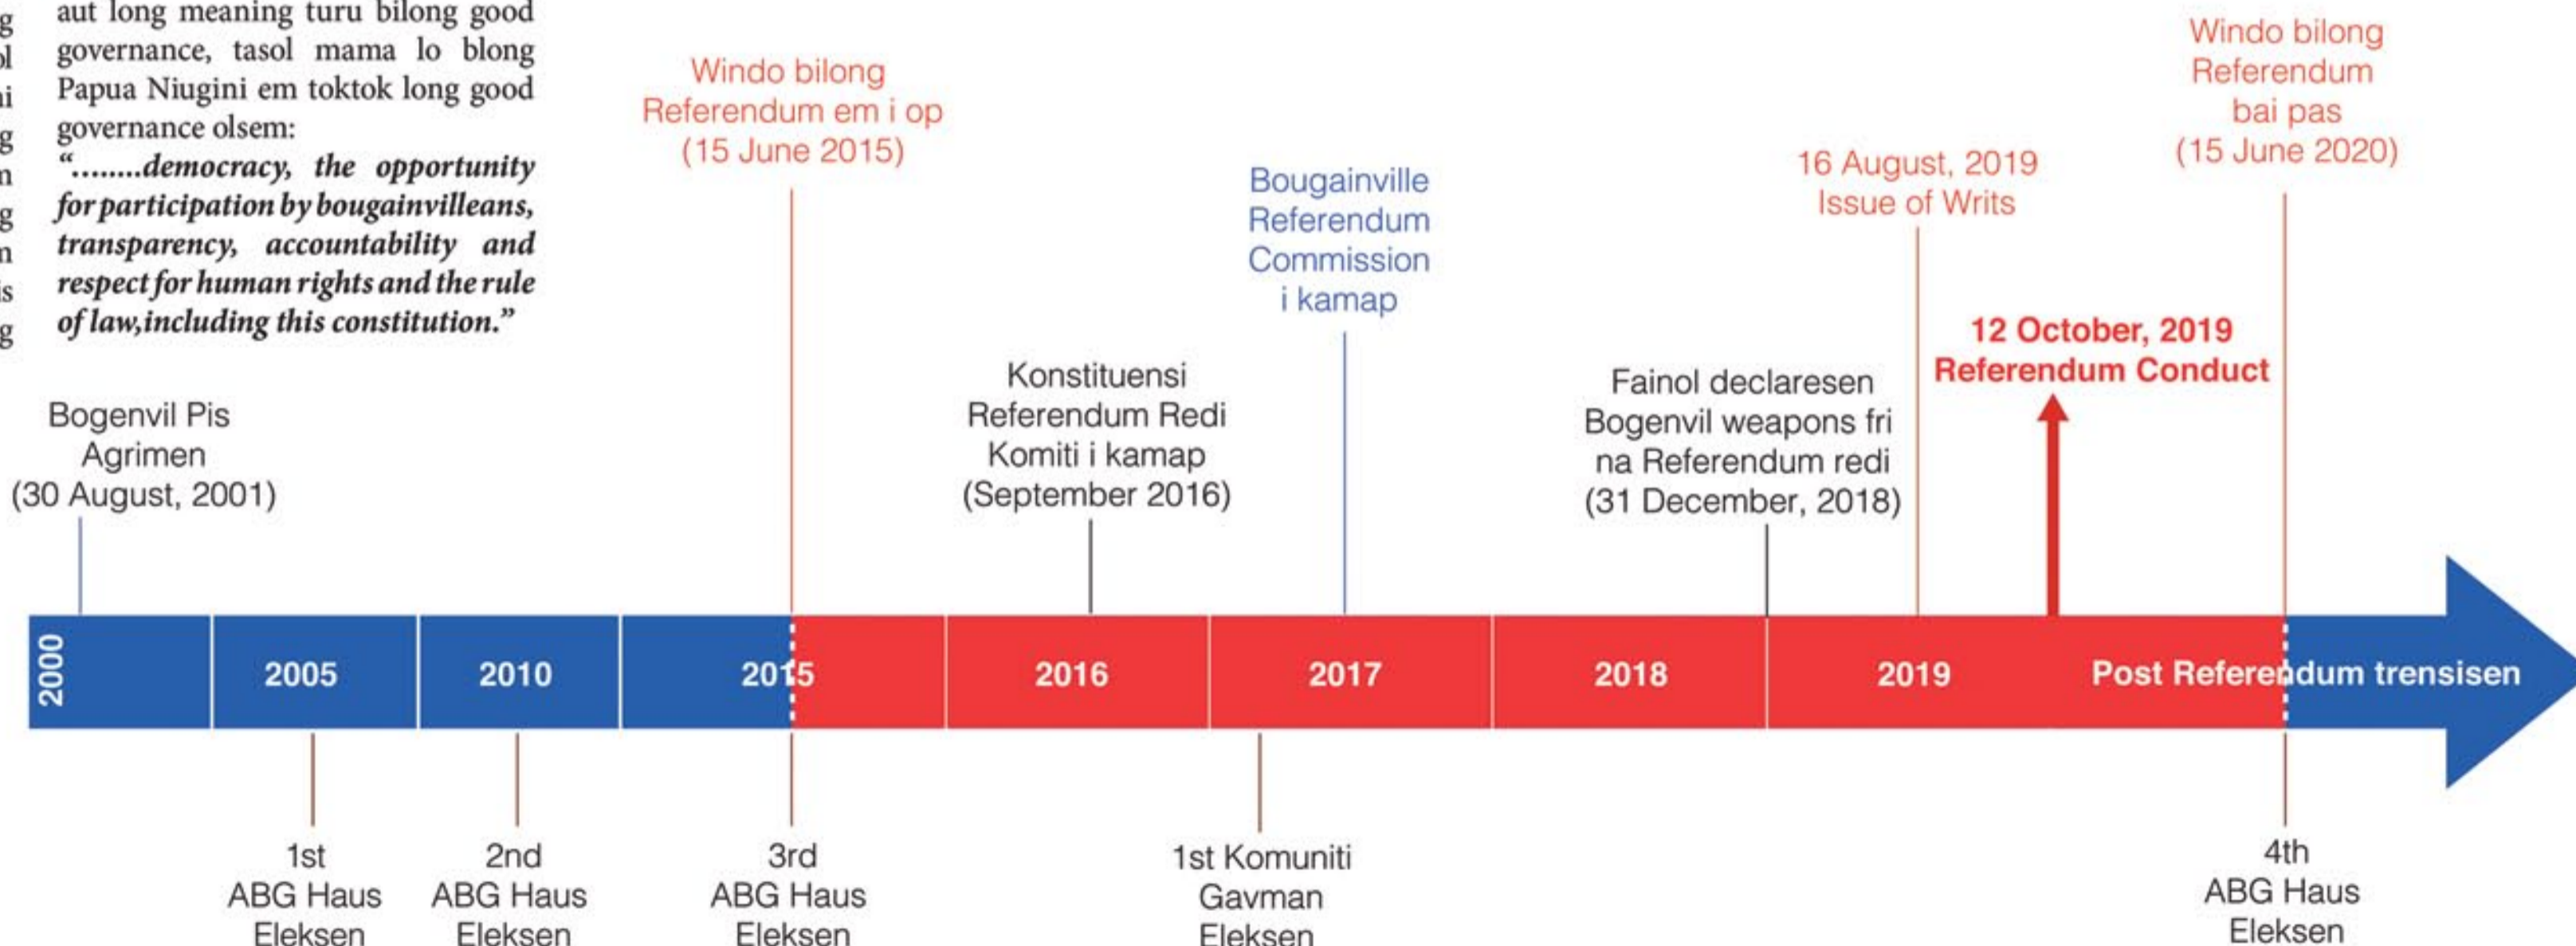 aut long meaning turu bilong good
governance, tasol mama lo blong
Papua Niugini em toktok long good
governance olsem:
“........democracy, the opportunity
for participation by bougainvilleans,
transparency, accountability and
respect for human rights and the rule
of law,including this constitution.”
Bogenvil Pis
Agrimen
(30 August, 2001)
Windo bilong
Referendum em i op
(15 June 2015)
Konstituensi
Referendum Redi
Komiti i kamap
(September 2016)
Bougainville
Referendum
Commission
i kamap
Fainol declaresen
Bogenvil weapons fri
na Referendum redi
(31 December, 2018)
16 August, 2019
Issue of Writs
12 October, 2019
Referendum Conduct
Windo bilong
Referendum
bai pas
(15 June 2020)
2000
2005
2010
2015
2016
2017
2018
2019
Post Referendum trensisen
1st
ABG Haus
Eleksen
2nd
ABG Haus
Eleksen
3rd
ABG Haus
Eleksen
1st Komuniti
Gavman
Eleksen
4th
ABG Haus
Eleksen